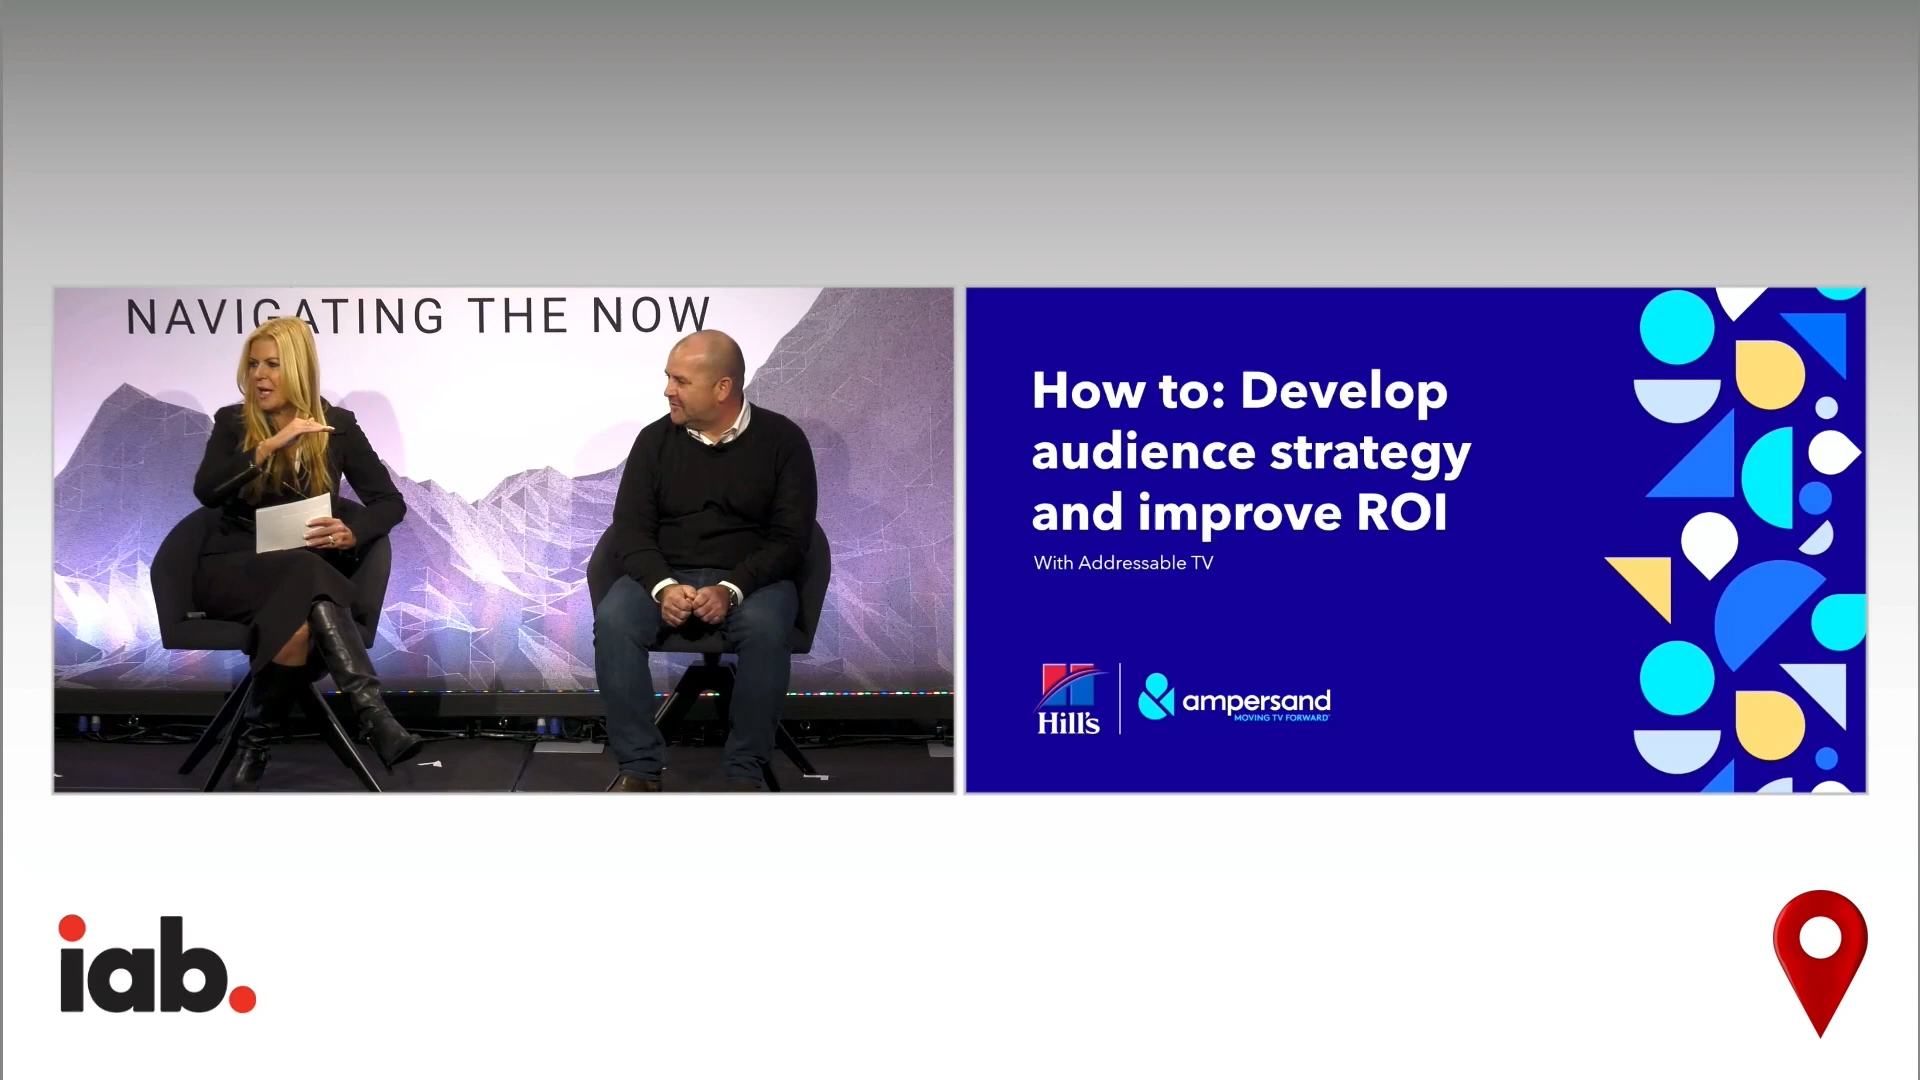 NAVIGATING THE NOW
How to: Develop
audience strategy
and improve ROI
With Addressable TV
Hill's
ampersand
MOVING TV FORWARD
iab.